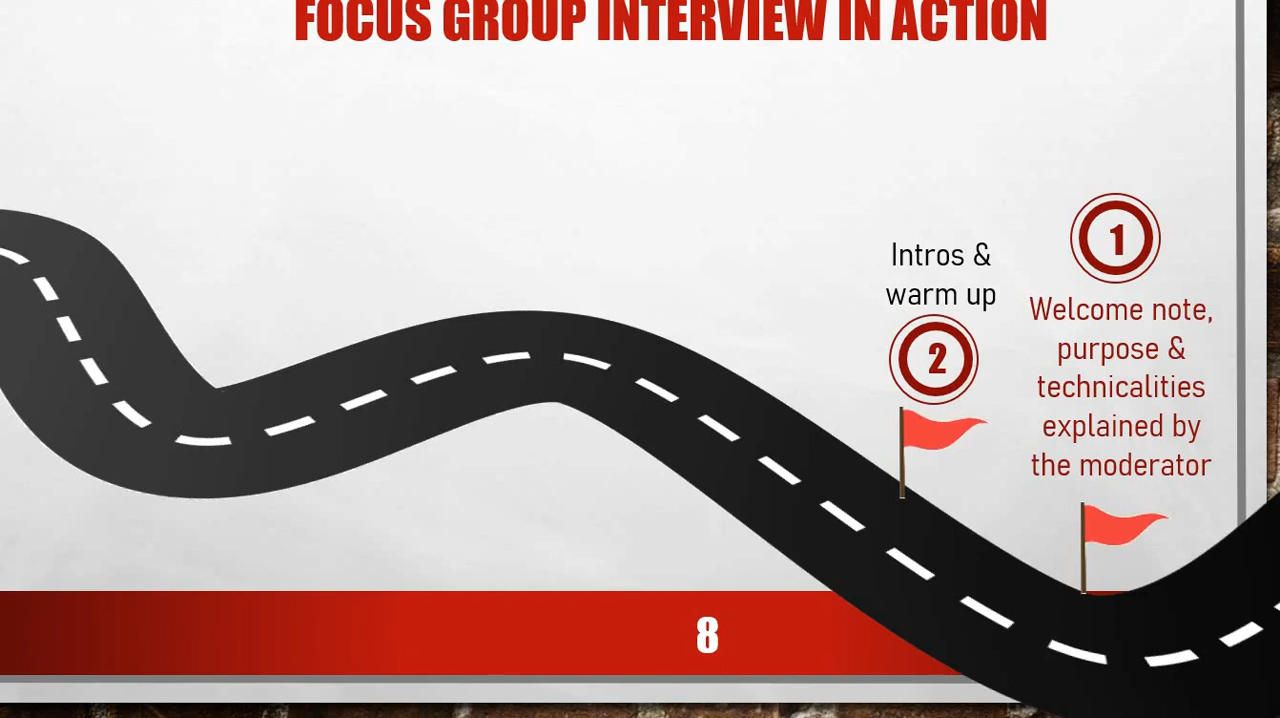 FOCUS GROUP INTERVIEW IN ACTION
1
Welcome note,
purpose &
technicalities
explained by
the moderator
Intros &
warm up
2
8